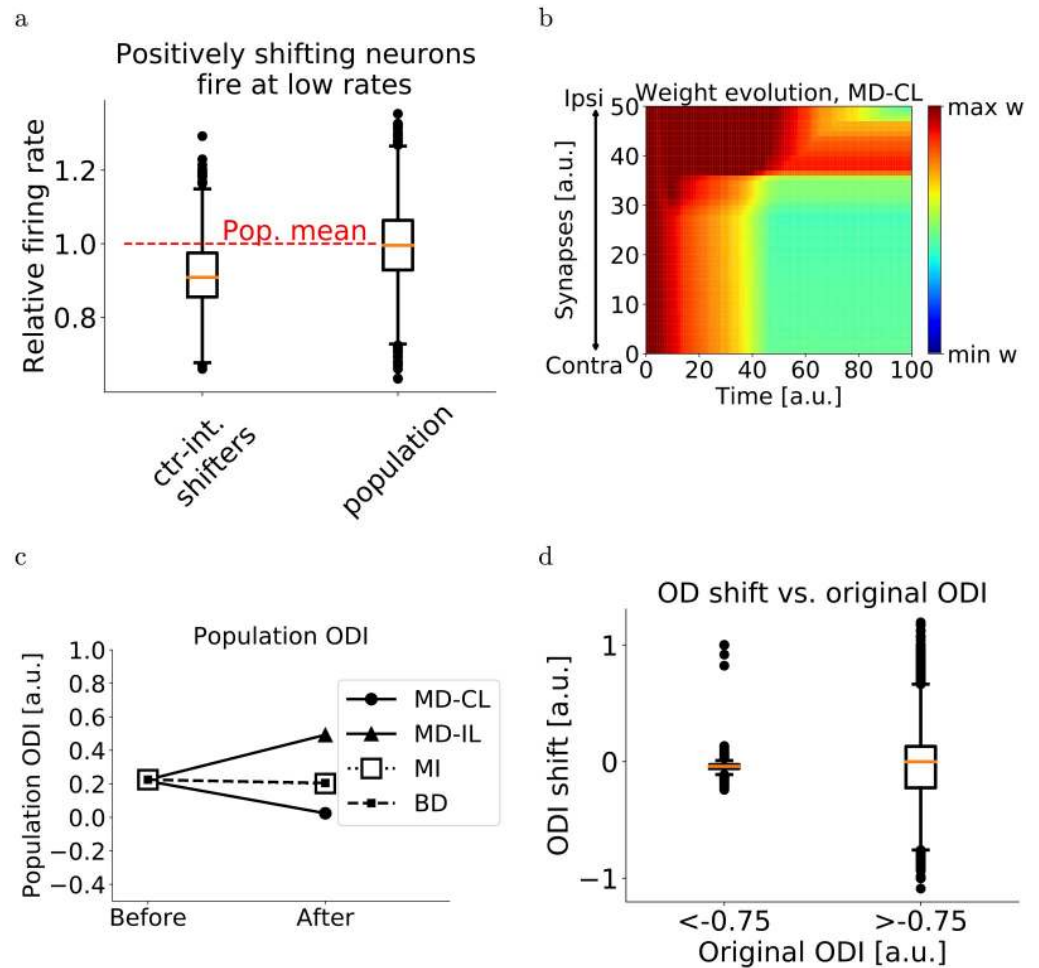 a
Positively shifting neurons
fire at low rates
Relative firing rate
1.2
1.0
0.8
Pop. mean
ctr-int.
shifters
population
b
Weight evolution, MD-CL
Ipsi
Contra
Synapses [a.u.]
50
40
30
20
10
0
0 20 40 60 80 100
Time [a.u.]
max w
min w
c
Population ODI
Population ODI [a.u.]
1.0
0.8
0.6
0.4
0.2
0.0
−0.2
−0.4
Before After
MD-CL
MD-IL
MI
BD
d
OD shift vs. original ODI
ODI shift [a.u.]
1
0
−1
<-0.75 >-0.75
Original ODI [a.u.]